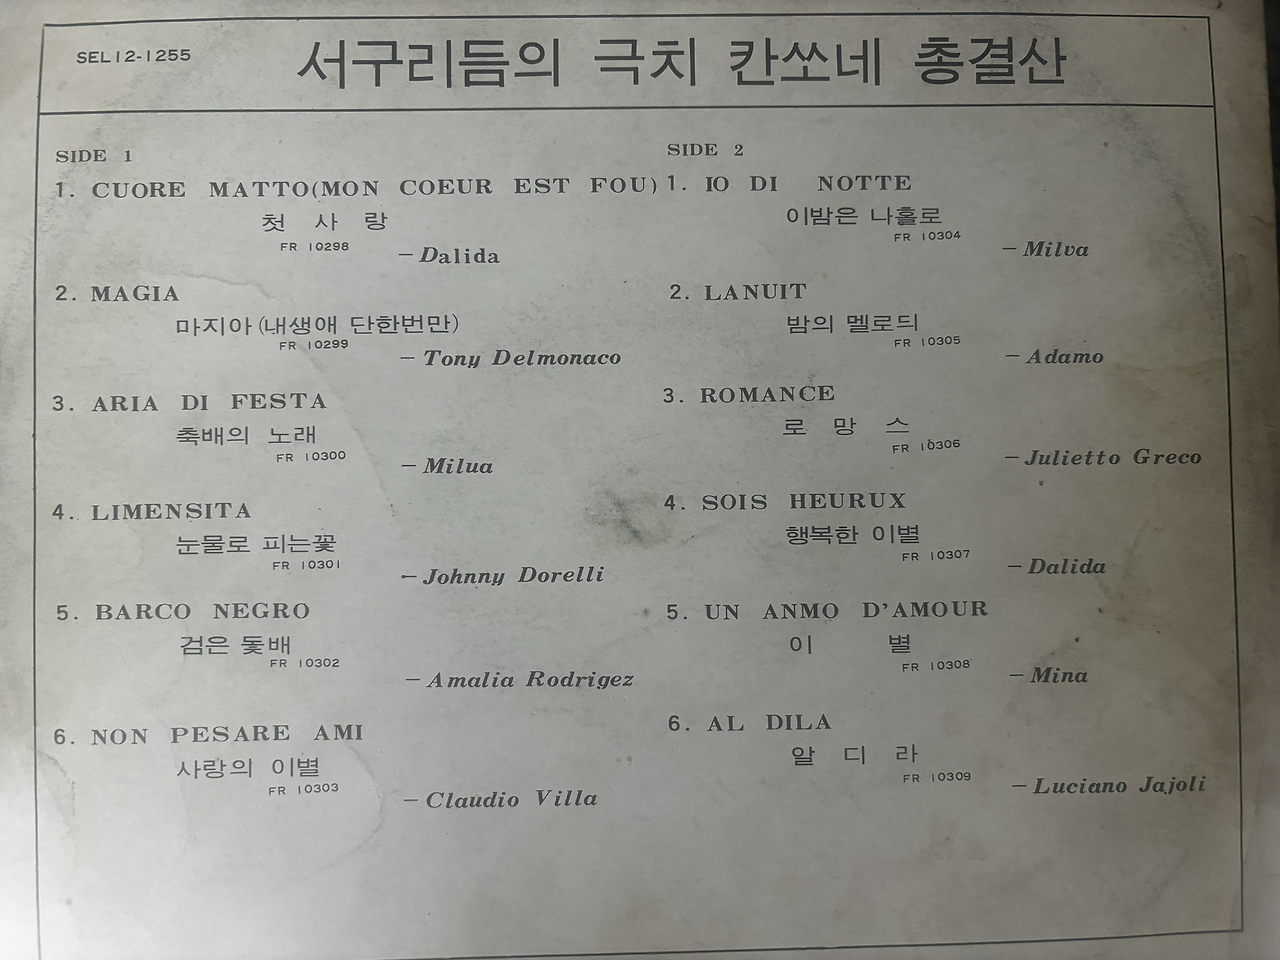 SEL12-1255
서구리듬의 극치 칸쏘네 총결산
SIDE 1
1. CUORE MATTO(MON COEUR EST FOU)
첫 사 랑
FR 10298
— Dalida
2. MAGIA
마지아 (내생애 단한번만)
FR 10299
— Tony Delmonaco
3. ARIA DI FESTA
축배의 노래
FR 10300
— Milua
4. LIMENSITA
눈물로 피는꽃
FR 10301
— Johnny Dorelli
5. BARCO NEGRO
검은 돛배
FR 10302
— Amalia Rodrigez
6. NON PESARE AMI
사랑의 이별
FR 10303
— Claudio Villa
SIDE 2
1. IO DI NOTTE
이밤은 나홀로
FR 10304
— Milva
2. LANUIT
밤의 멜로듸
FR 10305
— Adamo
3. ROMANCE
로 망 스
FR 10306
— Julietto Greco
4. SOIS HEURUX
행복한 이별
FR 10307
— Dalida
5. UN ANMO D'AMOUR
이 별
FR 10308
— Mina
6. AL DILA
알 디 라
FR 10309
— Luciano Jajoli